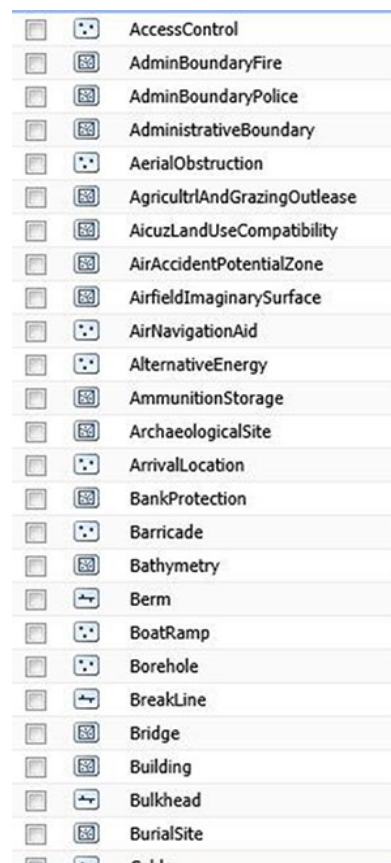 AccessControl
AdminBoundaryFire
AdminBoundaryPolice
AdministrativeBoundary
AerialObstruction
AgricultrlAndGrazingOutlease
AicuzLandUseCompatibility
AirAccidentPotentialZone
AirfieldImaginarySurface
AirNavigationAid
AlternativeEnergy
AmmunitionStorage
ArchaeologicalSite
ArrivalLocation
BankProtection
Barricade
Bathymetry
Berm
BoatRamp
Borehole
BreakLine
Bridge
Building
Bulkhead
BurialSite